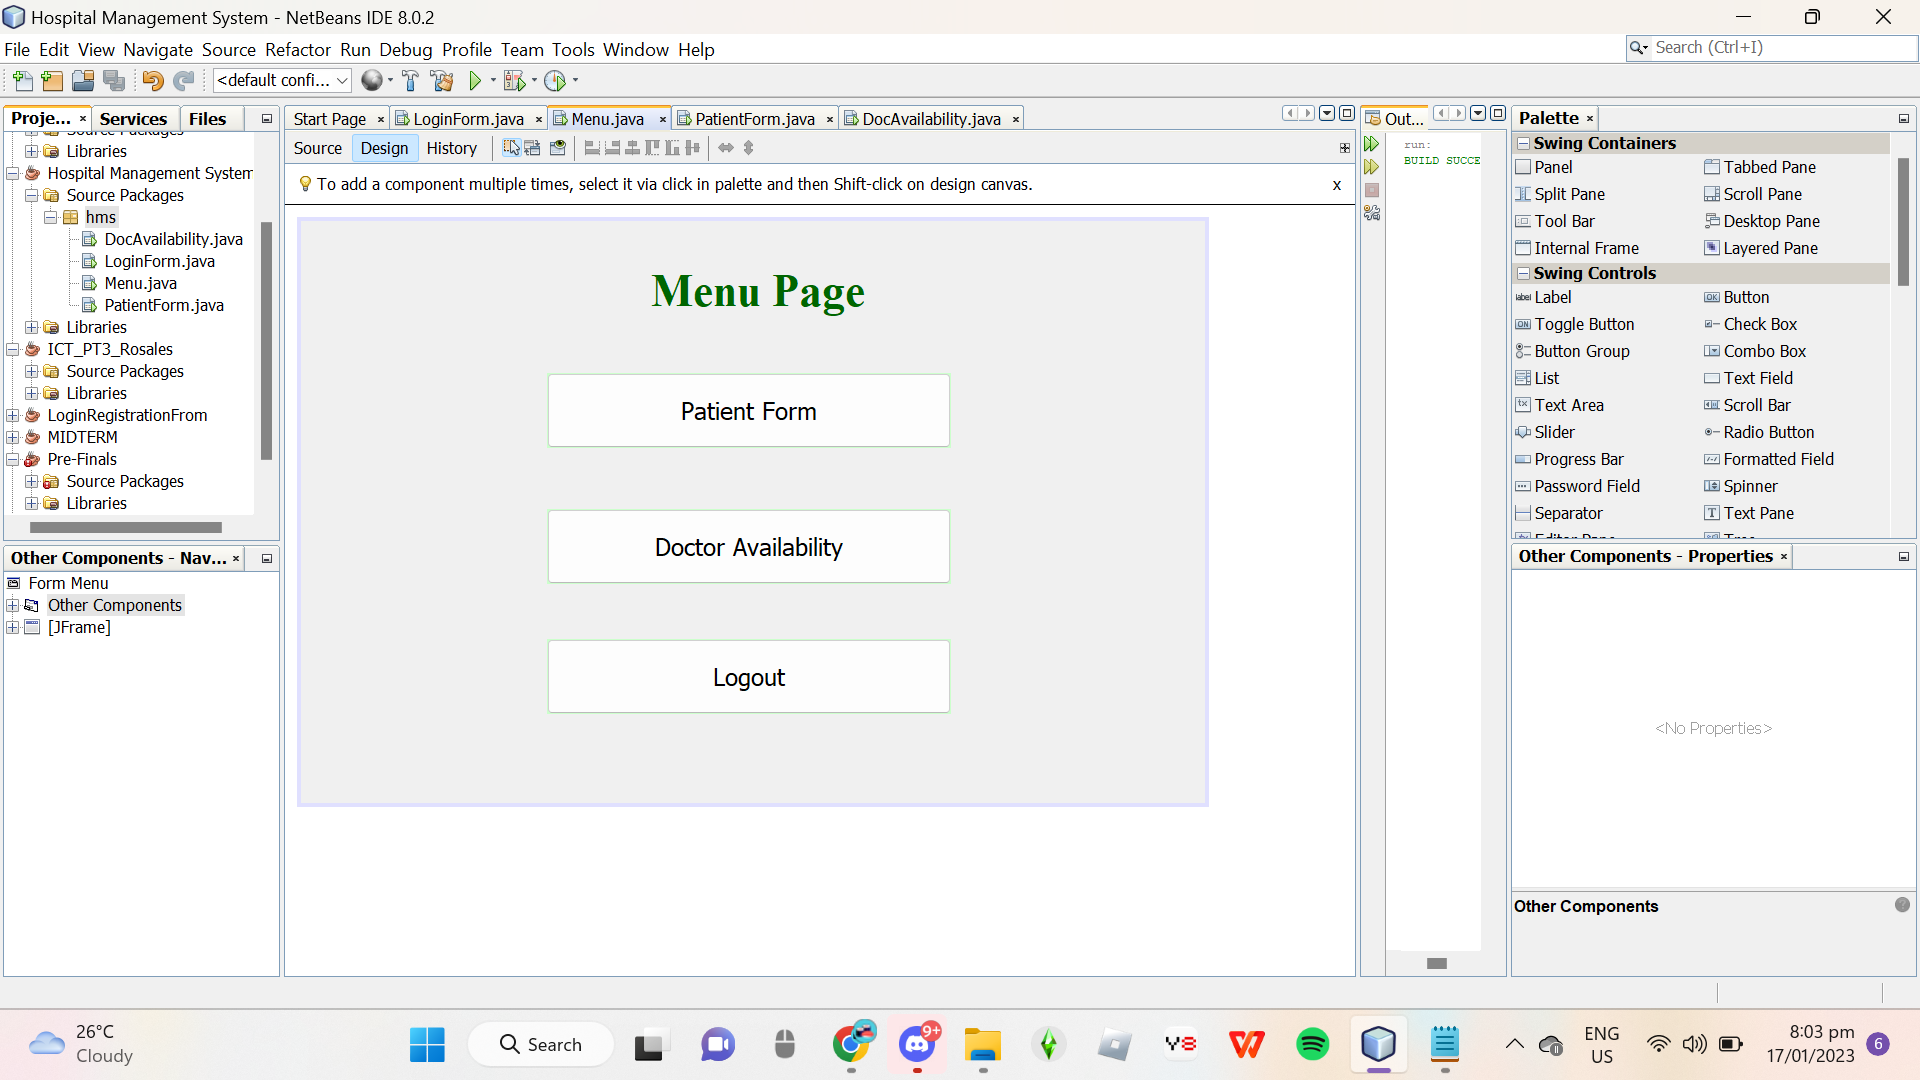 Hospital Management System - NetBeans IDE 8.0.2
File Edit View Navigate Source Refactor Run Debug Profile Team Tools Window Help
Search (Ctrl+I)
<default confi...
Proje... × Services Files
Source Packages
Libraries
Hospital Management System
Source Packages
hms
DocAvailability.java
LoginForm.java
Menu.java
PatientForm.java
Libraries
ICT_PT3_Rosales
Source Packages
Libraries
LoginRegistrationFrom
MIDTERM
Pre-Finals
Source Packages
Libraries
Other Components - Nav... ×
Form Menu
Other Components
[JFrame]
Start Page × LoginForm.java × Menu.java × PatientForm.java × DocAvailability.java ×
Source Design History
To add a component multiple times, select it via click in palette and then Shift-click on design canvas. x
Menu Page
Patient Form
Doctor Availability
Logout
Out...
run:
BUILD SUCCE
Palette ×
Swing Containers
Panel Tabbed Pane
Split Pane Scroll Pane
Tool Bar Desktop Pane
Internal Frame Layered Pane
Swing Controls
label Label OK Button
ON Toggle Button Check Box
Button Group Combo Box
List Text Field
Text Area Scroll Bar
Slider Radio Button
Progress Bar Formatted Field
Password Field Spinner
Separator Text Pane
Editor Pane Tree
Other Components - Properties ×
<No Properties>
Other Components
26°C
Cloudy
Search
9+
ENG
US
8:03 pm
17/01/2023
6